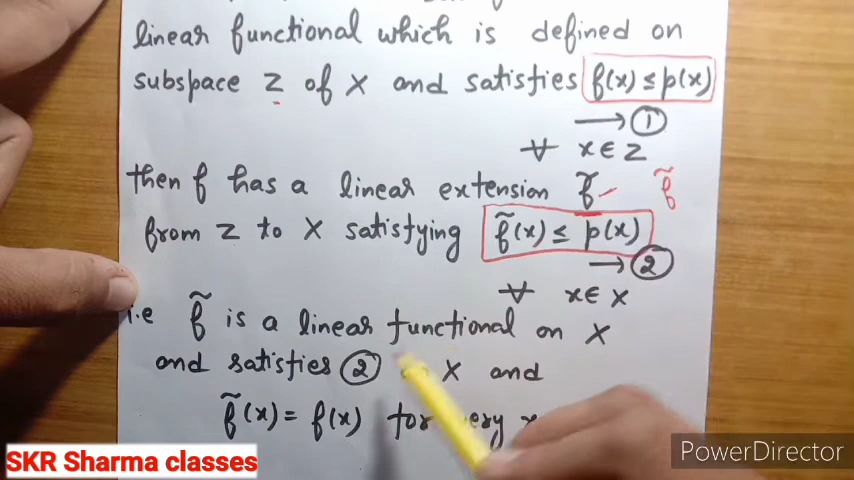 linear functional which is defined on
subspace Z of X and satisfies f(x) ≤ p(x)
→ ①
∀ x ∈ Z
then f has a linear extension f̃ f̃
from Z to X satisfying f̃(x) ≤ p(x)
→ ②
∀ x ∈ X
i.e f̃ is a linear functional on X
and satisfies ② X and
f̃(x) = f(x) for
SKR Sharma classes
PowerDirector